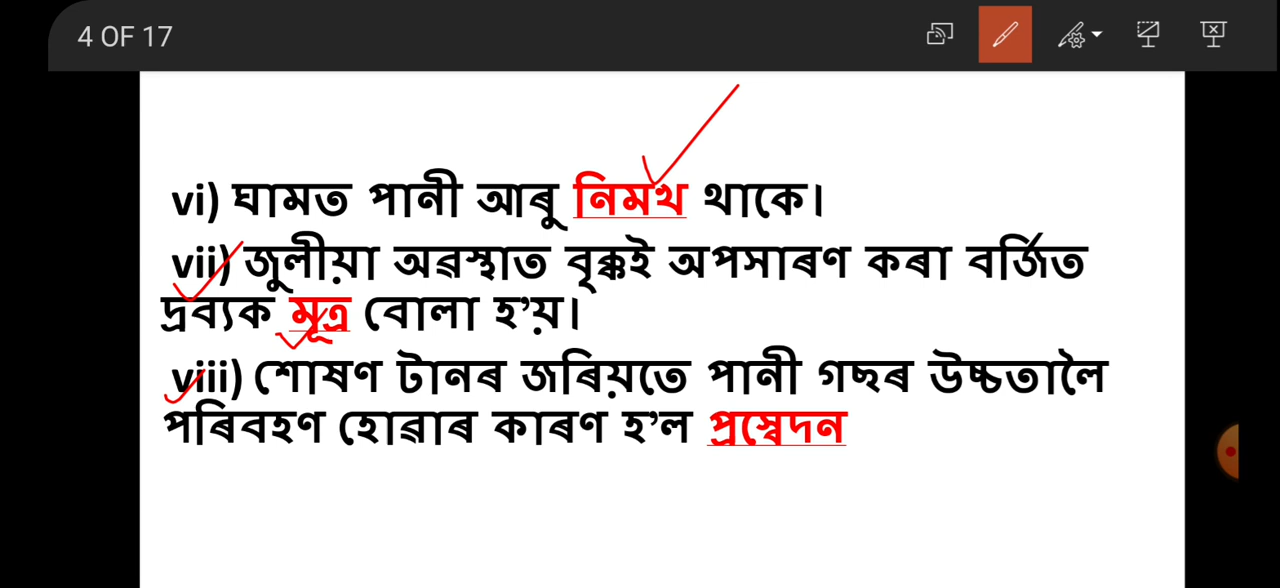 4 OF 17
vi) ঘামত পানী আৰু নিমখ থাকে।
vii) জুলীয়া অৱস্থাত বৃক্কই অপসাৰণ কৰা বৰ্জিত
দ্ৰব্যক মূত্ৰ বোলা হ’য়।
viii) শোষণ টানৰ জৰিয়তে পানী গছৰ উচ্চতালৈ
পৰিবহণ হোৱাৰ কাৰণ হ’ল প্ৰস্বেদন